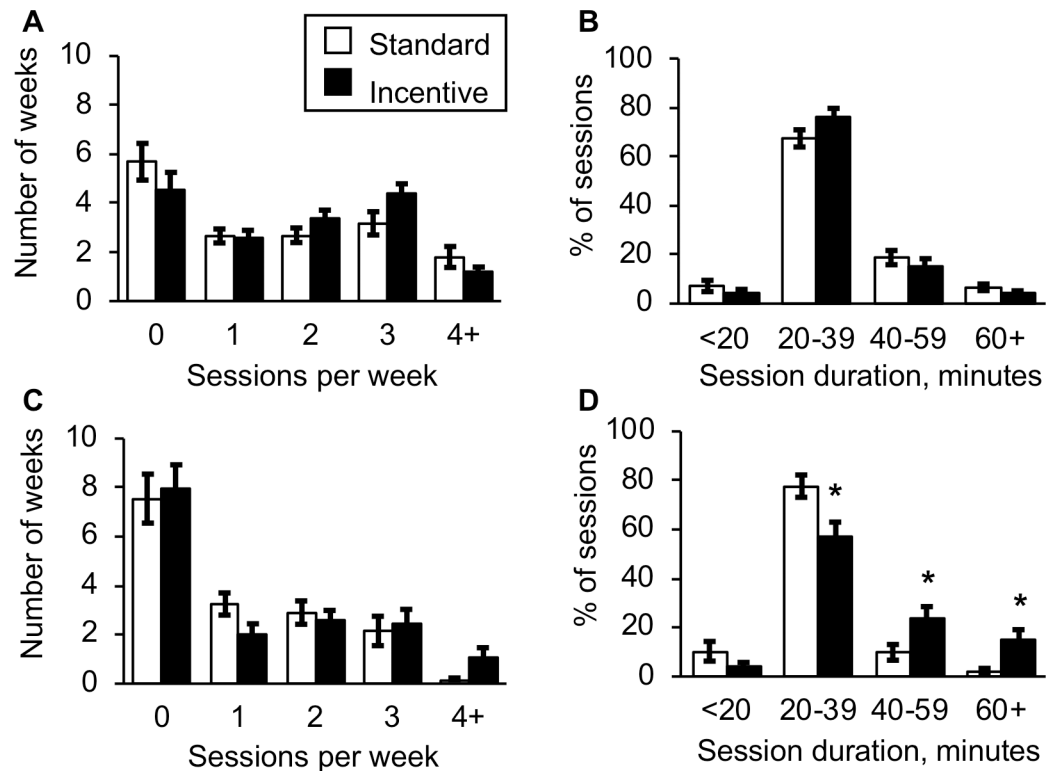 A
Number of weeks
10
8
6
4
2
0
Standard
Incentive
0 1 2 3 4+
Sessions per week
B
% of sessions
100
80
60
40
20
0
<20 20-39 40-59 60+
Session duration, minutes
C
Number of weeks
10
8
6
4
2
0
0 1 2 3 4+
Sessions per week
D
% of sessions
100
80
60
40
20
0
*
*
*
<20 20-39 40-59 60+
Session duration, minutes